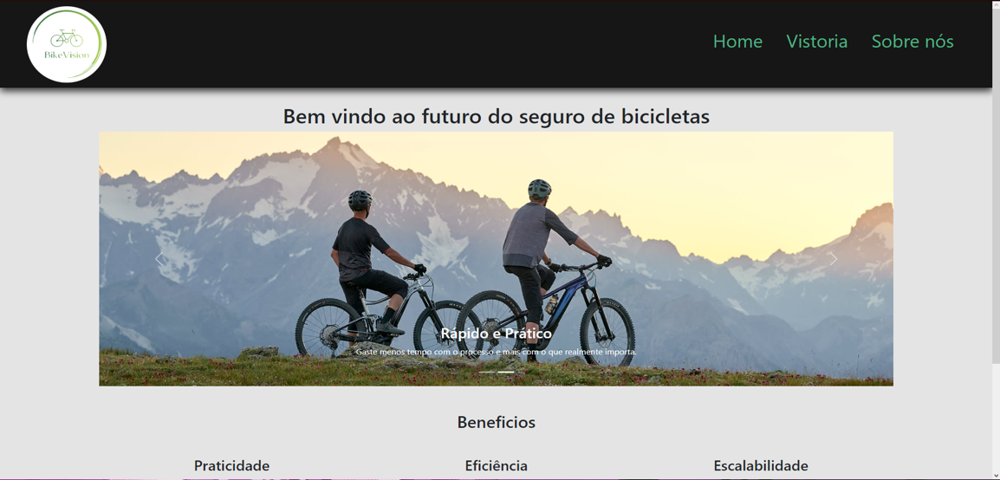 BikeVision
Home Vistoria Sobre nós
Bem vindo ao futuro do seguro de bicicletas
Rápido e Prático
Gaste menos tempo com o processo e mais com o que realmente importa.
Beneficios
Praticidade Eficiência Escalabilidade